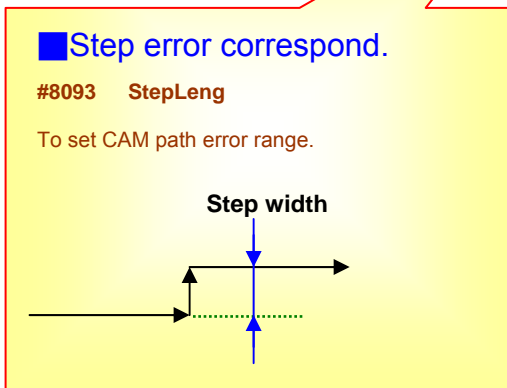 ■Step error correspond.
#8093 StepLeng
To set CAM path error range.
Step width